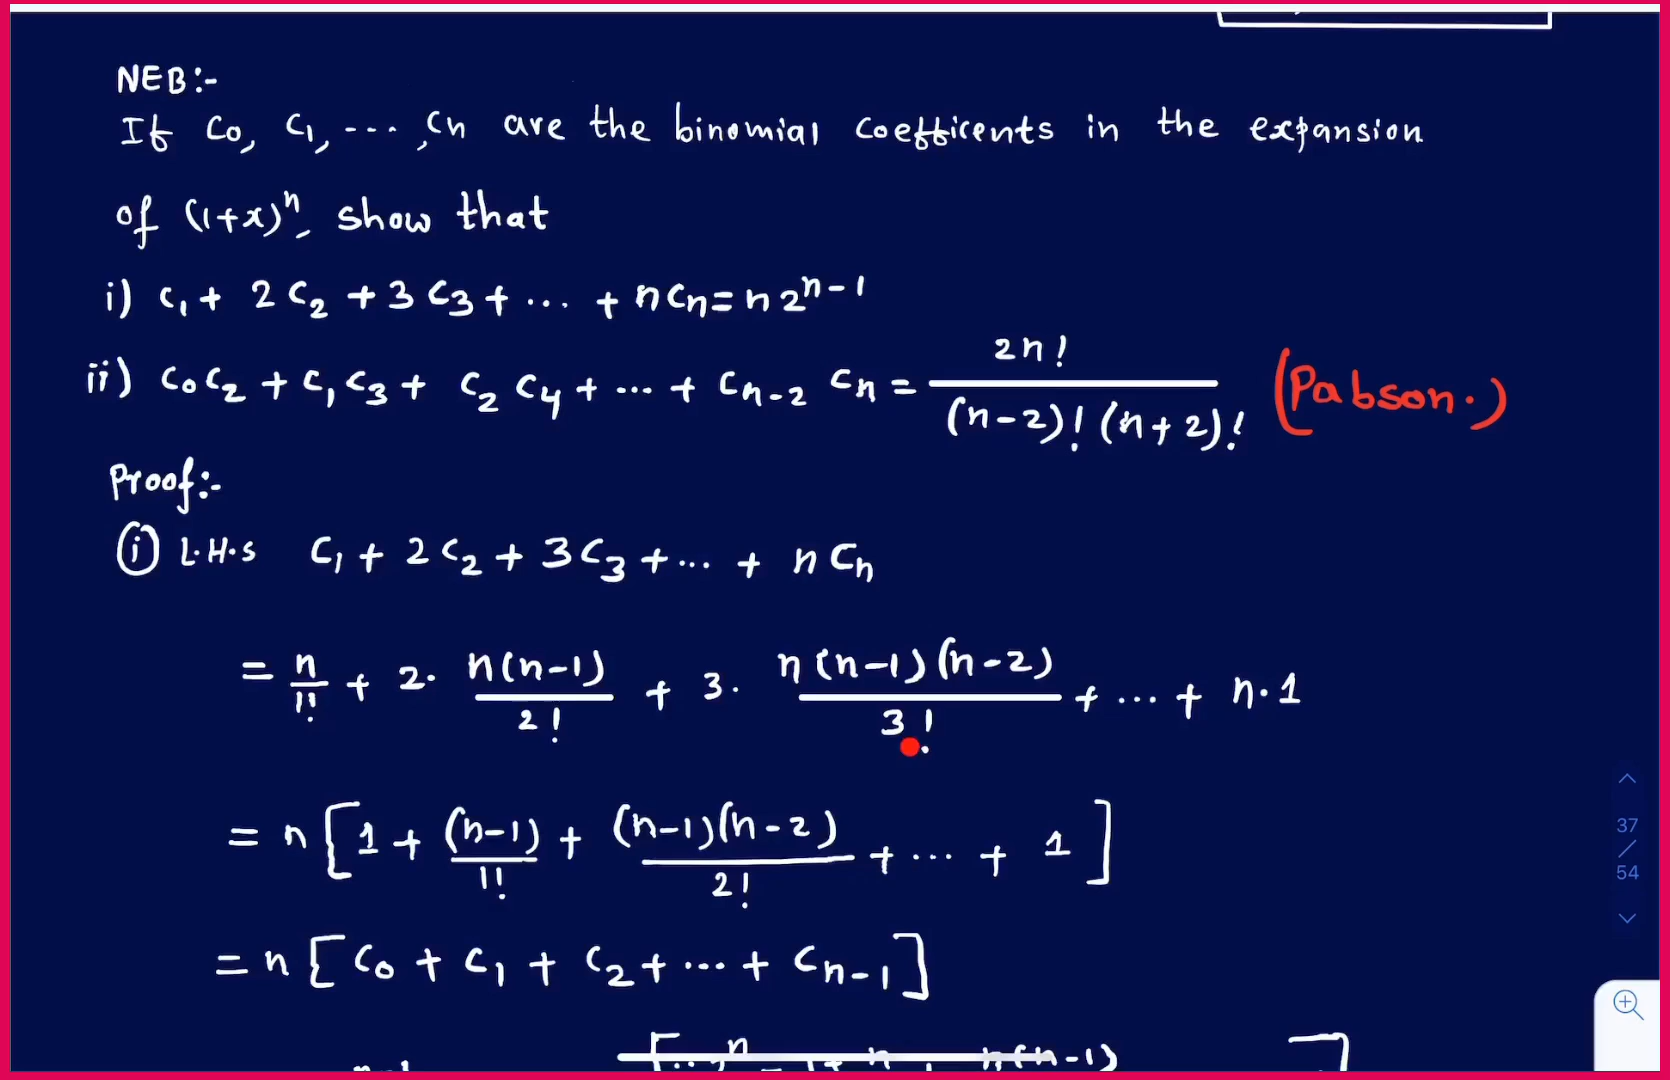 NEB:-
If C₀, C₁, --- , Cn are the binomial coefficents in the expansion
of (1+x)ⁿ, show that
i) C₁ + 2C₂ + 3C₃ + ... + nCn = n2ⁿ⁻¹
ii) C₀C₂ + C₁C₃ + C₂C₄ + ... + Cn-2 Cn = 2n! / (n-2)! (n+2)! (Pabson.)
Proof:-
(i) L.H.S C₁ + 2C₂ + 3C₃ + ... + nCn
= n/1! + 2. n(n-1)/2! + 3. n(n-1)(n-2)/3! + ... + n.1
= n[1 + (n-1)/1! + (n-1)(n-2)/2! + ... + 1]
= n[C₀ + C₁ + C₂ + ... + Cn-1]
37
/
54